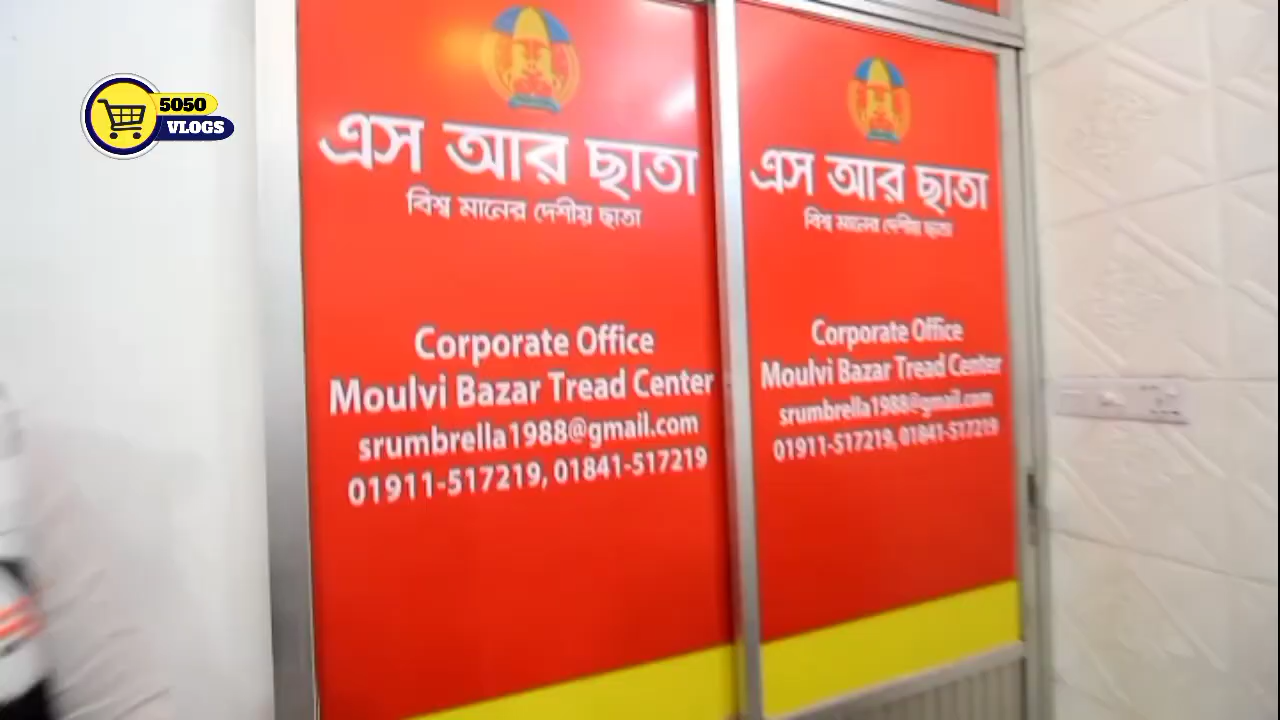 5050
VLOGS
এস আর ছাতা
বিশ্ব মানের দেশীয় ছাতা
Corporate Office
Moulvi Bazar Tread Center
srumbrella1988@gmail.com
01911-517219, 01841-517219
এস আর ছাতা
বিশ্ব মানের দেশীয় ছাতা
Corporate Office
Moulvi Bazar Tread Center
srumbrella1988@gmail.com
01911-517219, 01841-517219